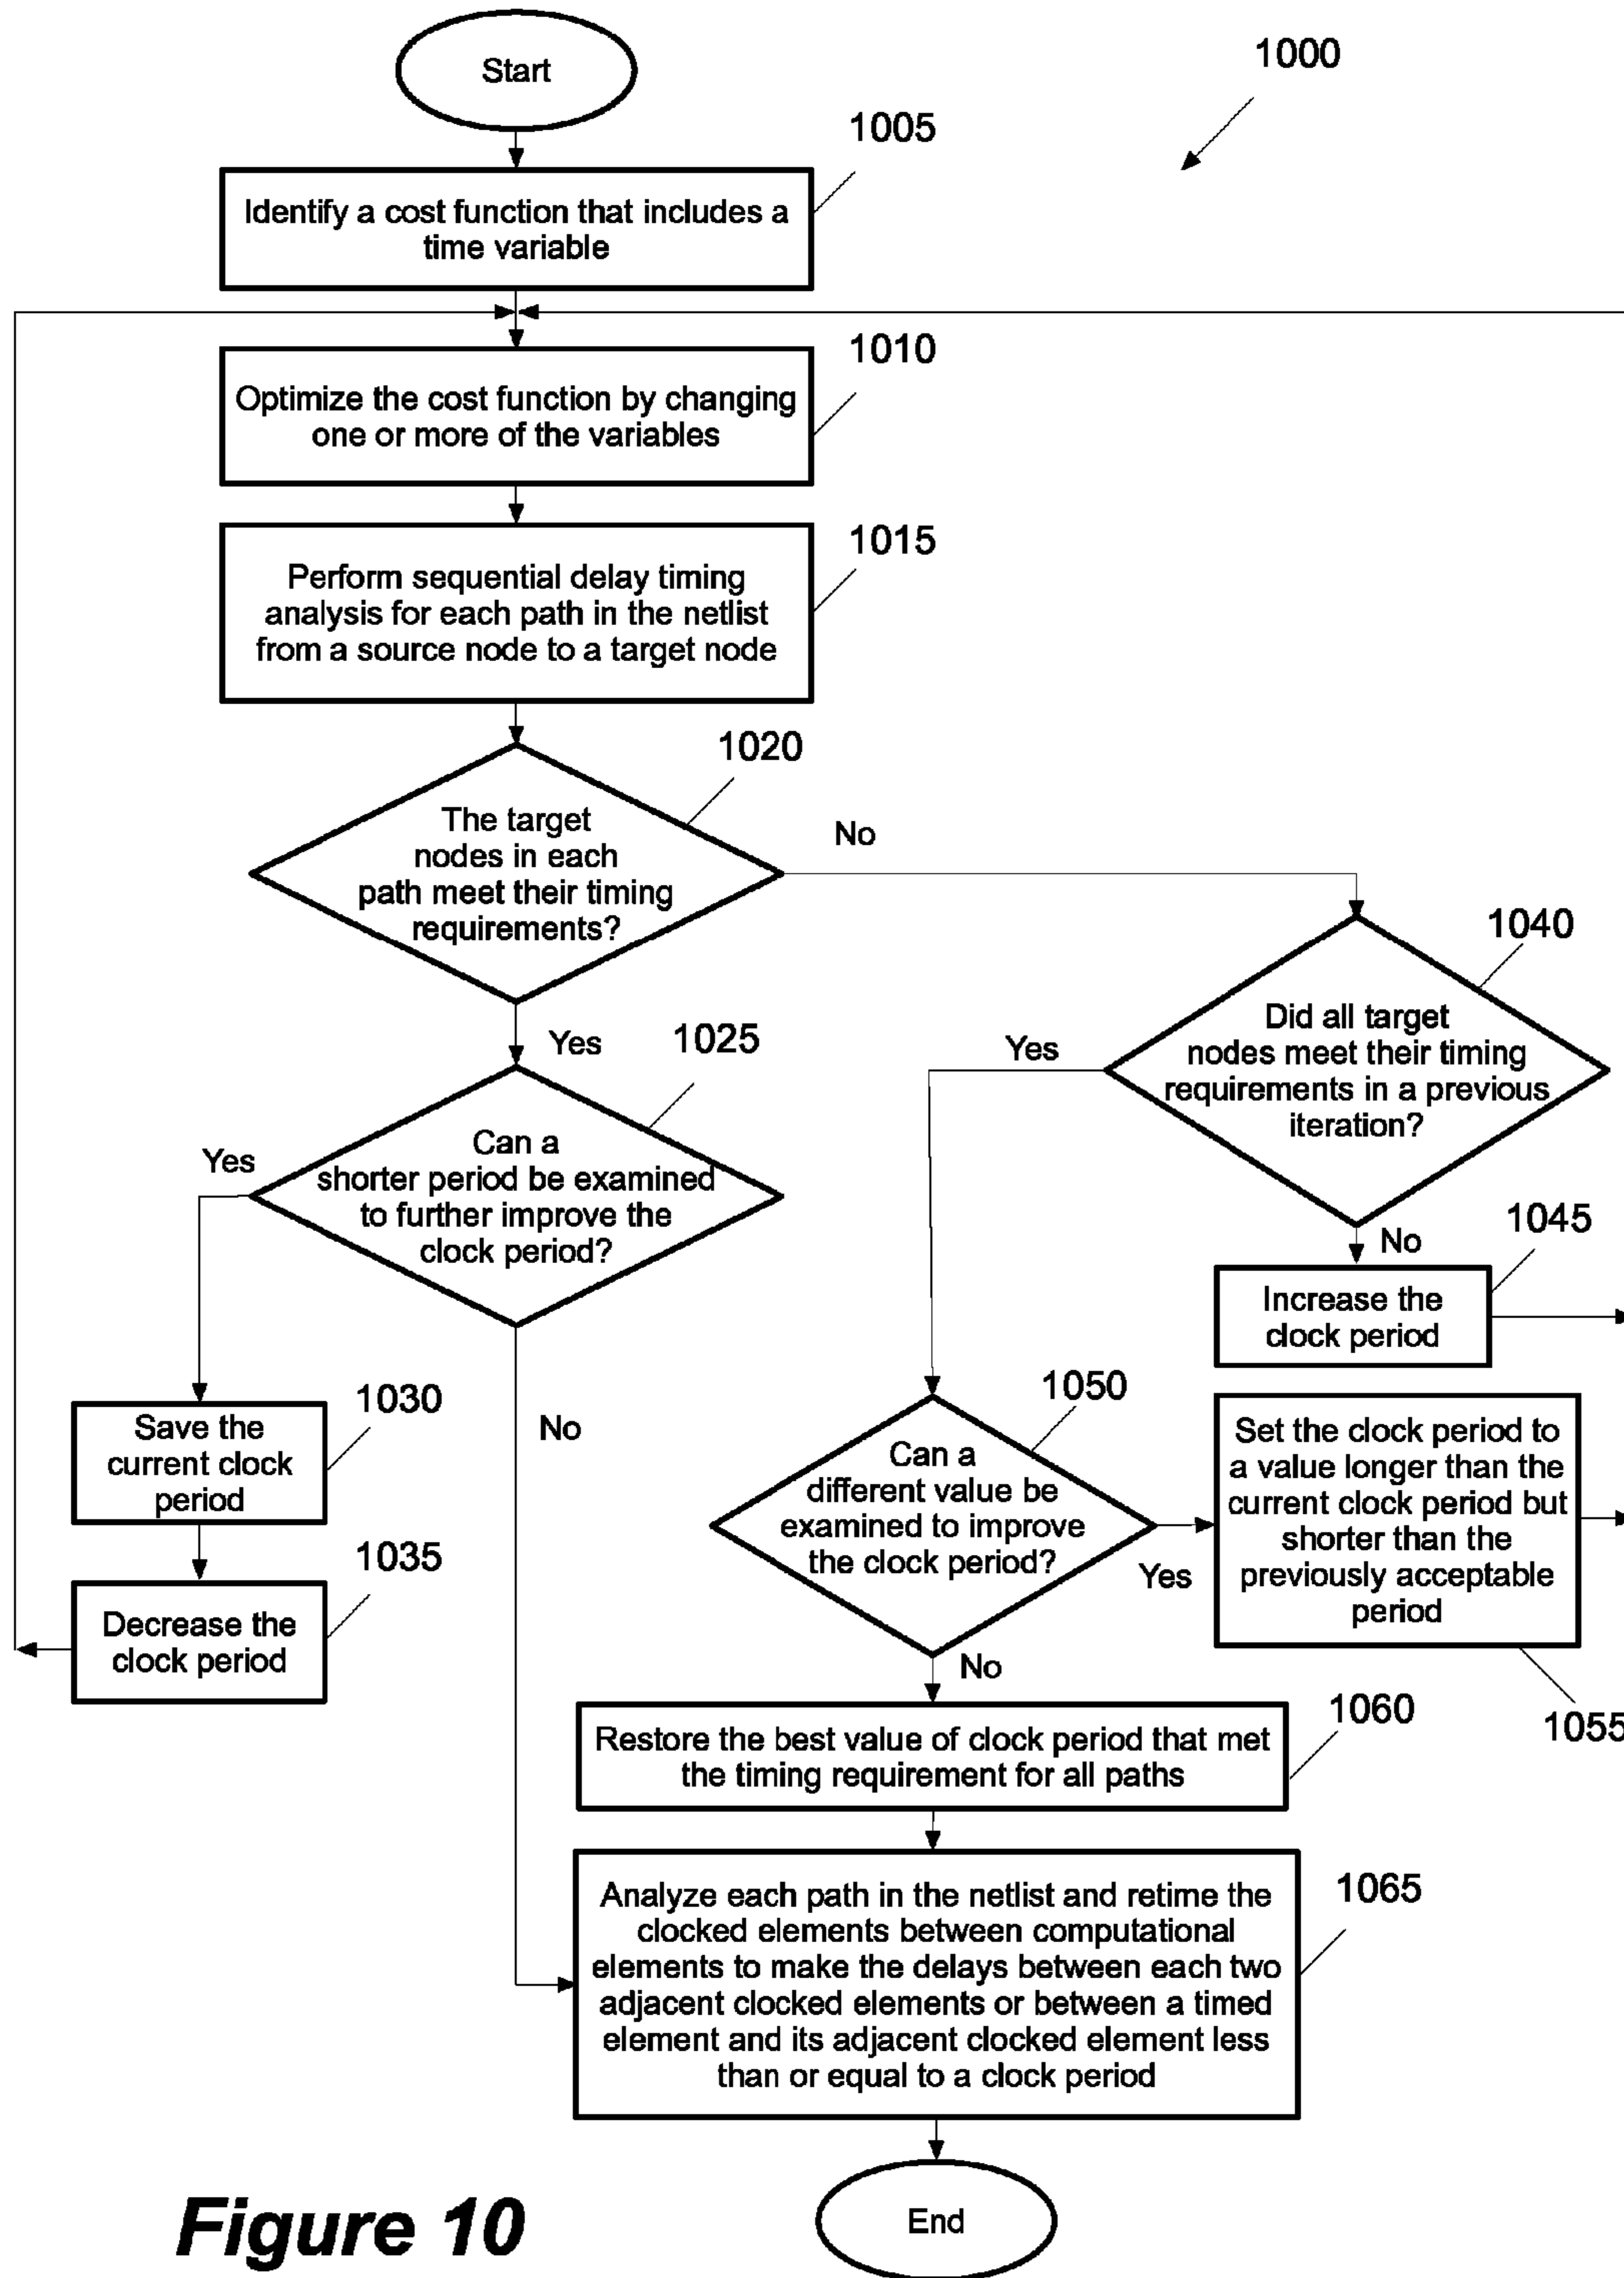 Start
1000
1005
Identify a cost function that includes a
time variable
1010
Optimize the cost function by changing
one or more of the variables
1015
Perform sequential delay timing
analysis for each path in the netlist
from a source node to a target node
1020
The target
nodes in each
path meet their timing
requirements?
No
1040
Did all target
nodes meet their timing
requirements in a previous
iteration?
Yes
Yes
1025
Can a
shorter period be examined
to further improve the
clock period?
Yes
No
1045
Increase the
clock period
1030
Save the
current clock
period
No
1050
Can a
different value be
examined to improve
the clock period?
Yes
Set the clock period to
a value longer than the
current clock period but
shorter than the
previously acceptable
period
1055
1035
Decrease the
clock period
No
1060
Restore the best value of clock period that met
the timing requirement for all paths
1065
Analyze each path in the netlist and retime the
clocked elements between computational
elements to make the delays between each two
adjacent clocked elements or between a timed
element and its adjacent clocked element less
than or equal to a clock period
End
Figure 10